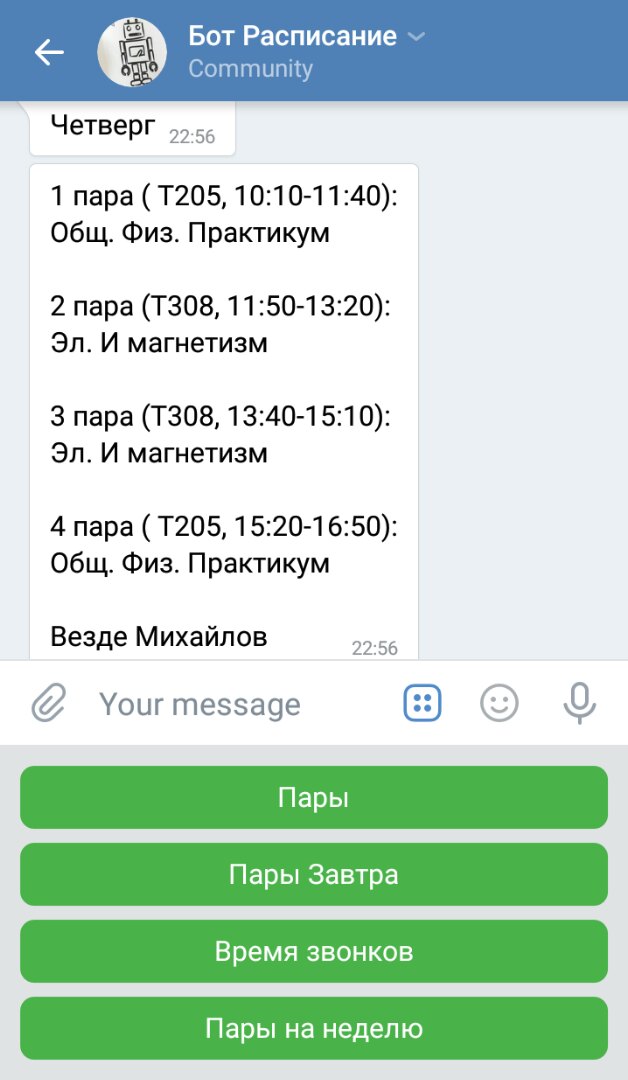 Бот Расписание
Community
Четверг 22:56
1 пара ( Т205, 10:10-11:40):
Общ. Физ. Практикум
2 пара (Т308, 11:50-13:20):
Эл. И магнетизм
3 пара (Т308, 13:40-15:10):
Эл. И магнетизм
4 пара ( Т205, 15:20-16:50):
Общ. Физ. Практикум
Везде Михайлов 22:56
Your message
Пары
Пары Завтра
Время звонков
Пары на неделю